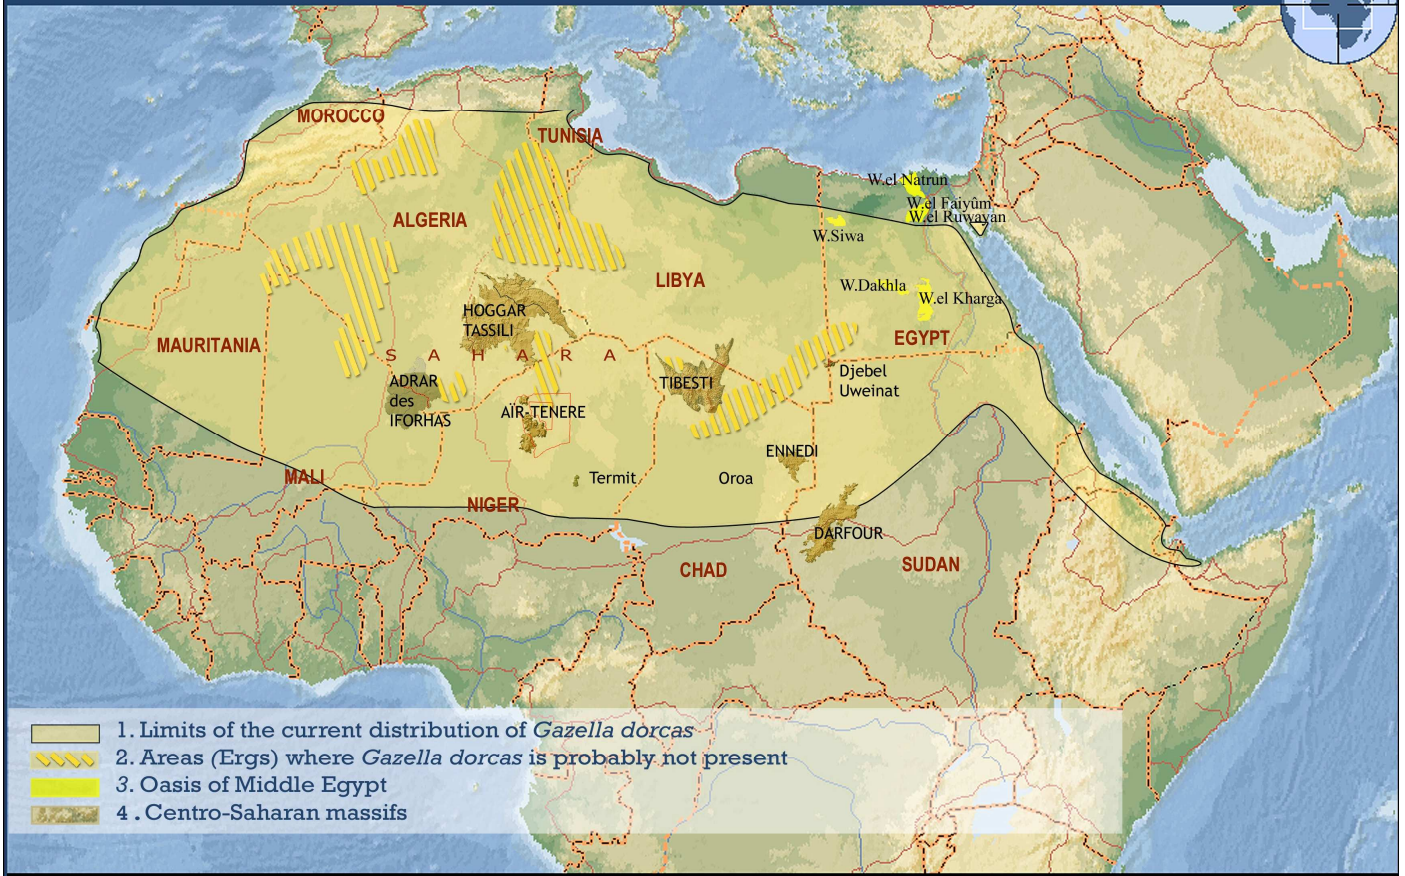 MOROCCO
TUNISIA
W.el Natrun
W.el Faiyûm
W.el Ruwayan
ALGERIA
W.Siwa
LIBYA
W.Dakhla
W.el Kharga
HOGGAR
TASSILI
EGYPT
MAURITANIA
SAHARA
Djebel
Uweinat
ADRAR
des
IFORHAS
TIBESTI
AÏR-TENERE
ENNEDI
MALI
Termit
Oroa
NIGER
DARFOUR
CHAD
SUDAN
1. Limits of the current distribution of Gazella dorcas
2. Areas (Ergs) where Gazella dorcas is probably not present
3. Oasis of Middle Egypt
4 . Centro-Saharan massifs